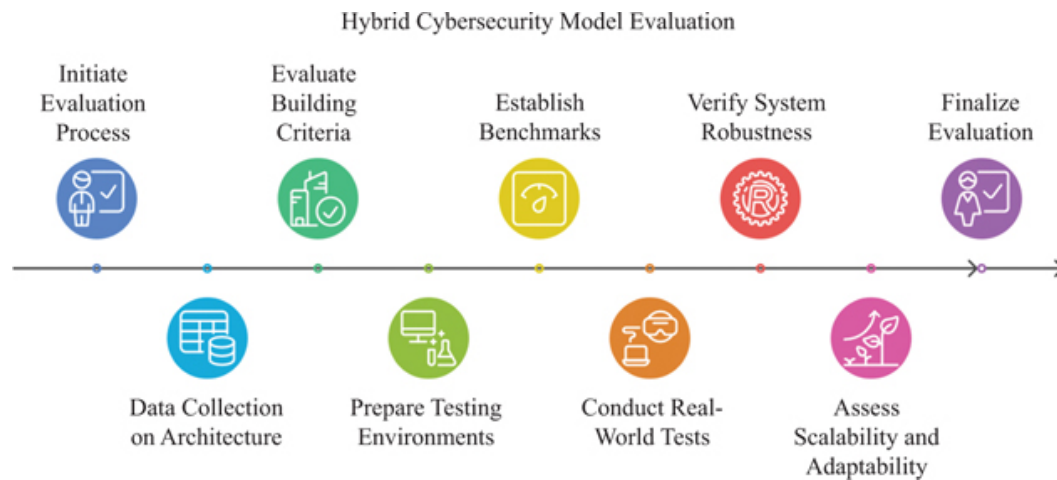 Hybrid Cybersecurity Model Evaluation
Initiate
Evaluation
Process
Evaluate
Building
Criteria
Establish
Benchmarks
Verify System
Robustness
Finalize
Evaluation
R
Data Collection
on Architecture
Prepare Testing
Environments
Conduct Real-
World Tests
Assess
Scalability and
Adaptability